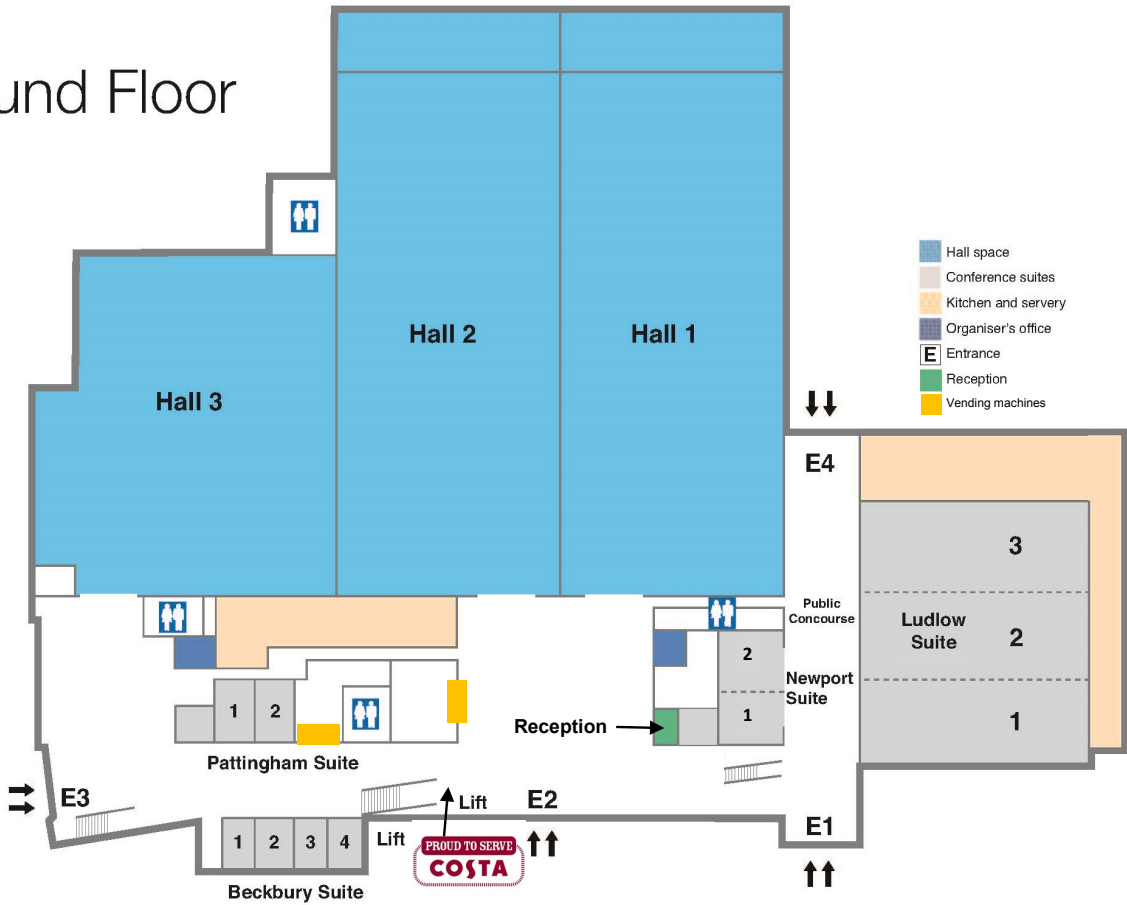 und Floor
Hall 2
Hall 1
Hall 3
Hall space
Conference suites
Kitchen and servery
Organiser's office
E Entrance
Reception
Vending machines
E4
3
Public
Concourse
Ludlow
Suite
2
1
2
Newport
Suite
1
1
2
Reception
Pattingham Suite
E3
Lift
E2
E1
1
2
3
4
Lift
PROUD TO SERVE
COSTA
Beckbury Suite